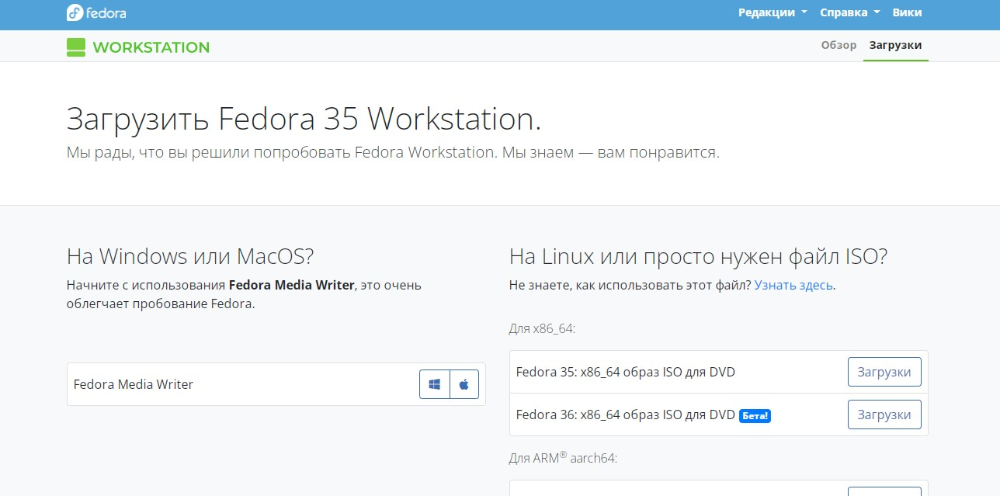 fedora
Редакции
Справка
Вики
WORKSTATION
Обзор
Загрузки
Загрузить Fedora 35 Workstation.
Мы рады, что вы решили попробовать Fedora Workstation. Мы знаем — вам понравится.
На Windows или MacOS?
Начните с использования Fedora Media Writer, это очень
облегчает пробование Fedora.
Fedora Media Writer
На Linux или просто нужен файл ISO?
Не знаете, как использовать этот файл? Узнать здесь.
Для x86_64:
Fedora 35: x86_64 образ ISO для DVD
Загрузки
Fedora 36: x86_64 образ ISO для DVD Бета!
Загрузки
Для ARM® aarch64: